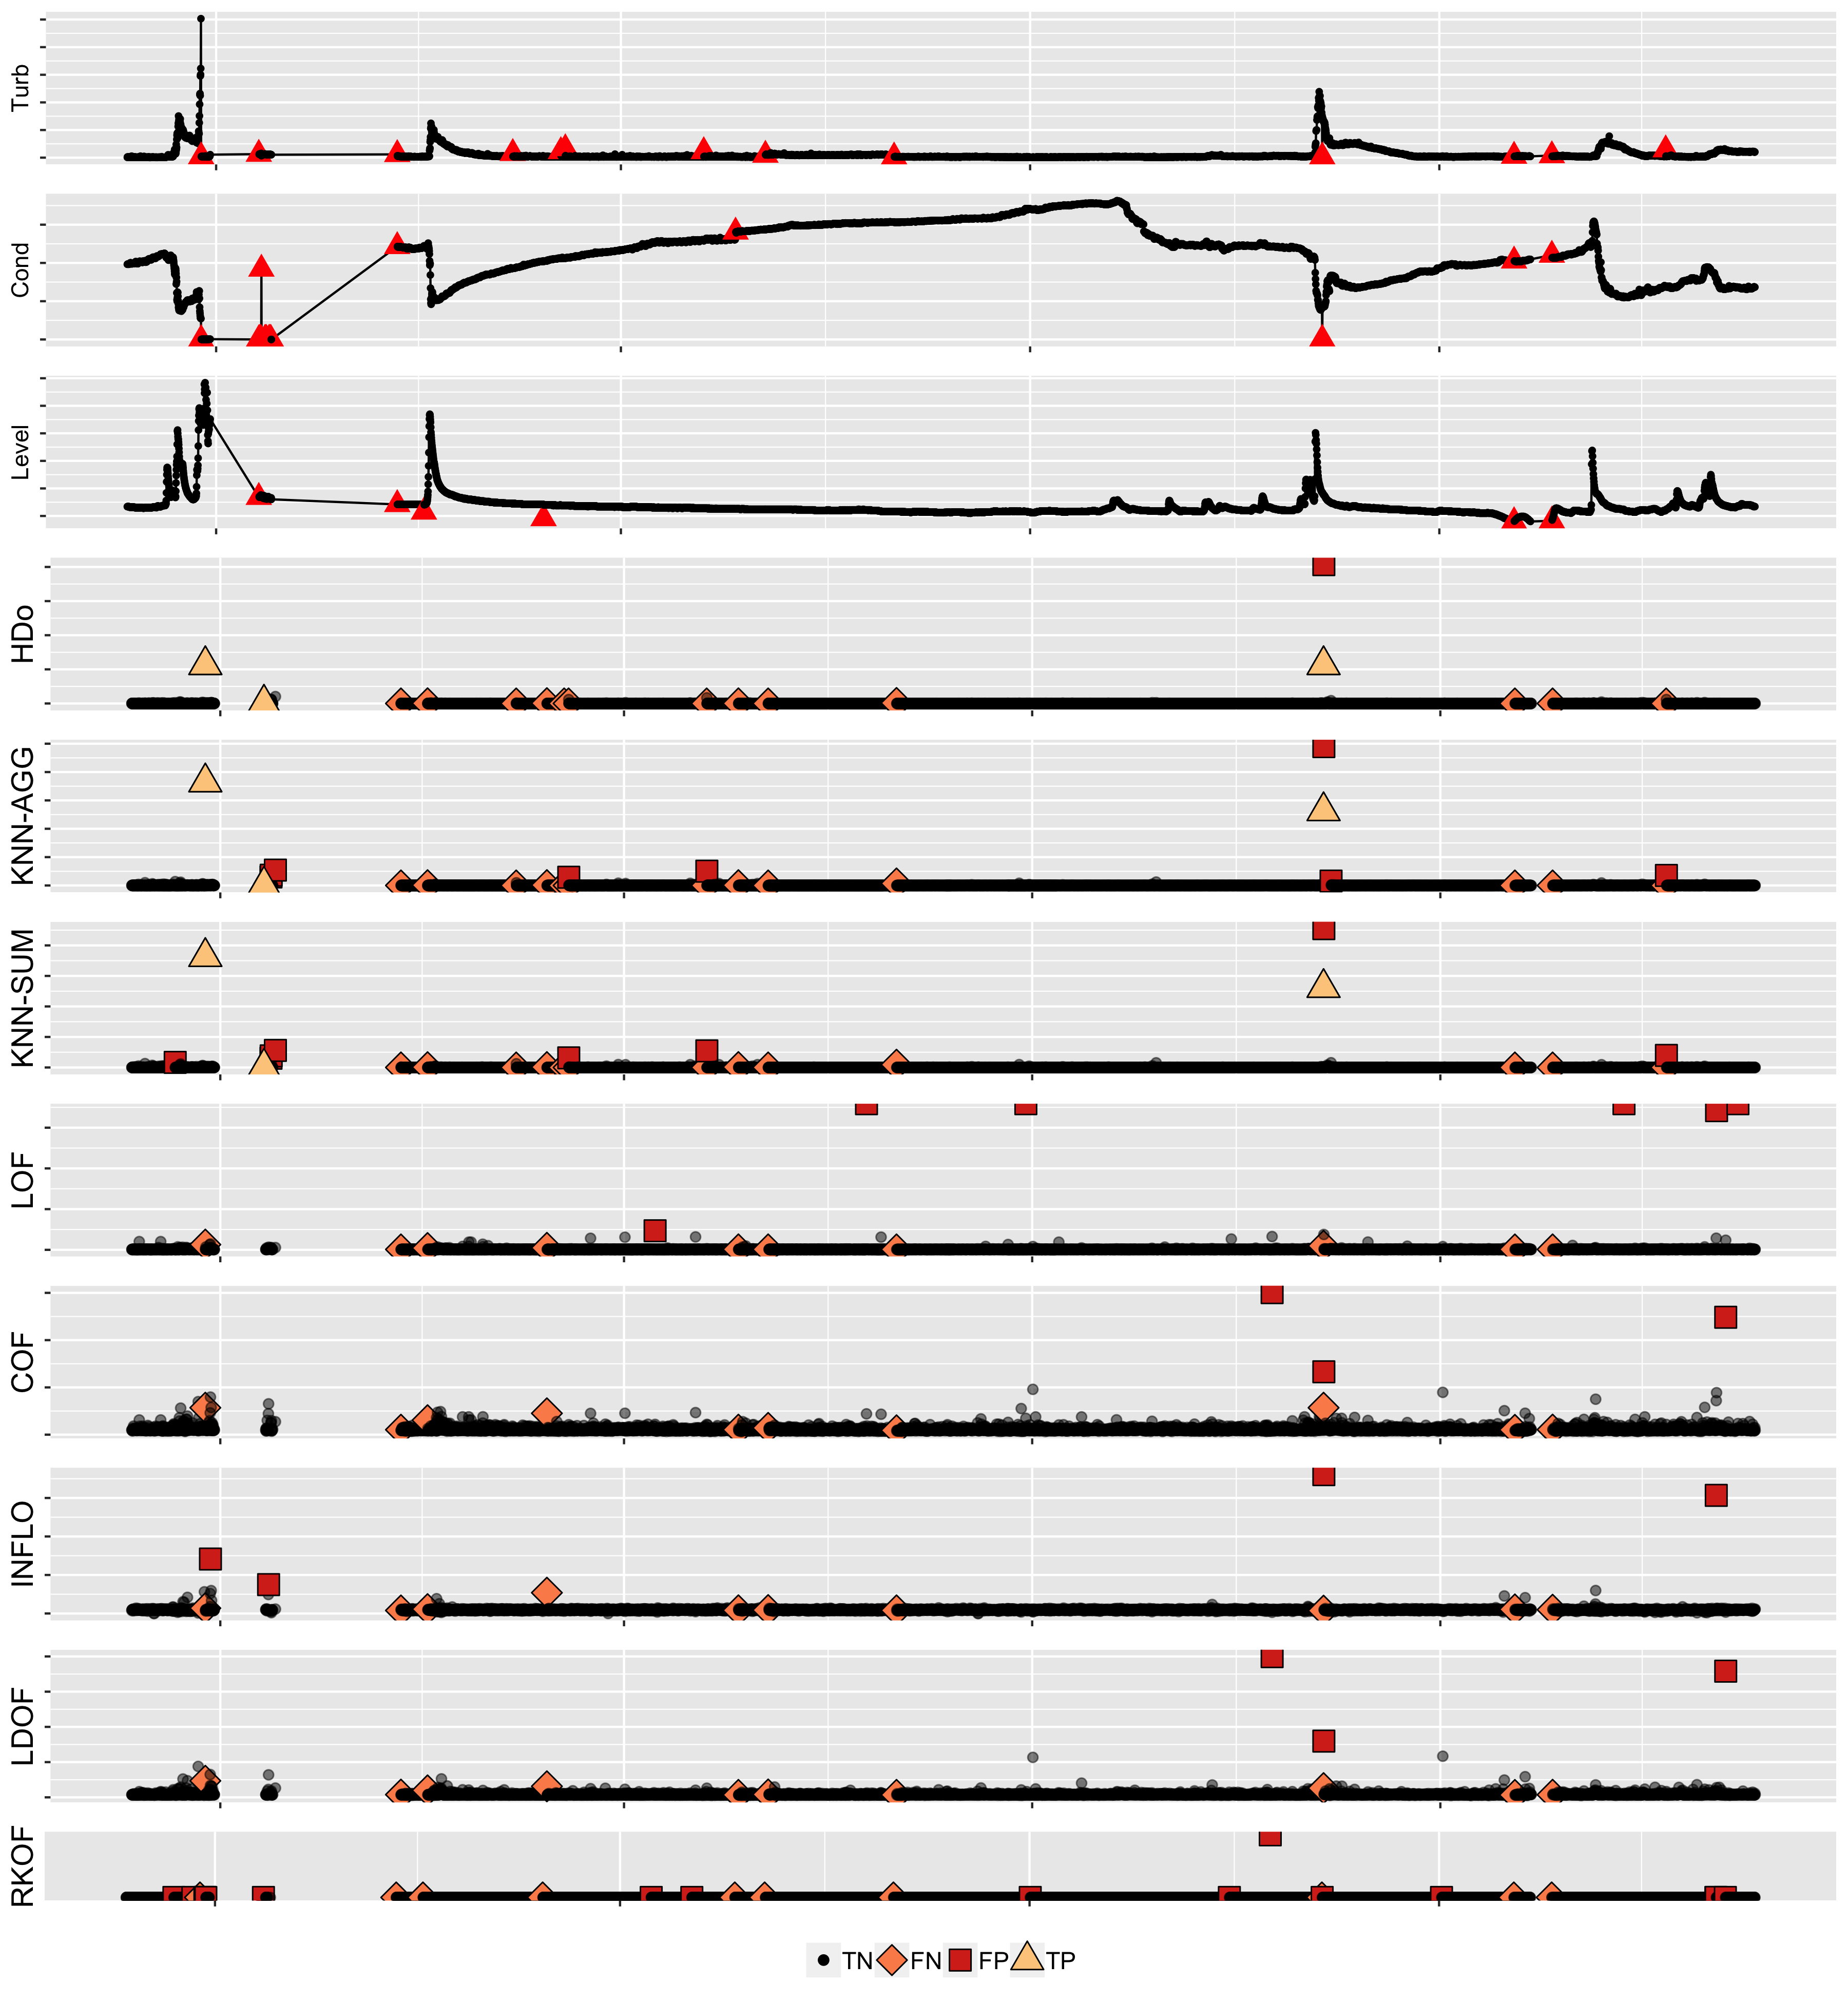 Turb
Cond
Level
HDo
KNN-AGG
KNN-SUM
LOF
COF
INFLO
LDOF
RKOF
TN FN FP TP